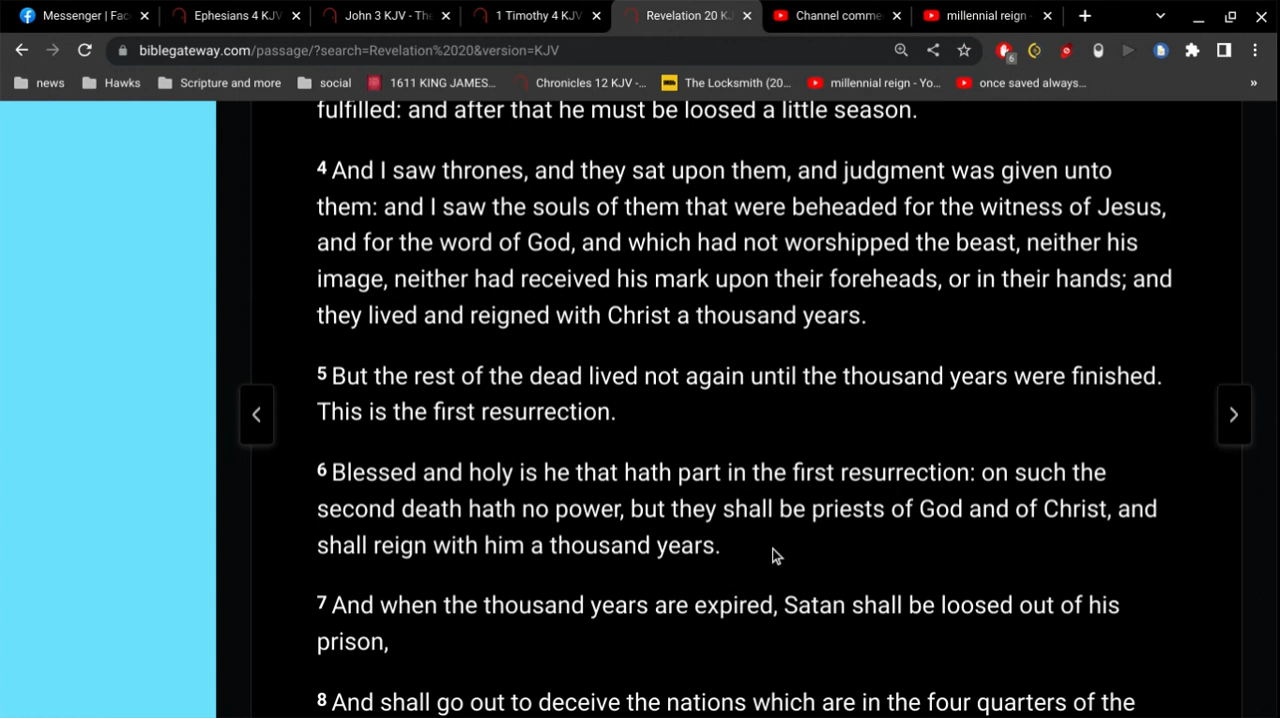 Messenger | Fac
Ephesians 4 KJV
John 3 KJV - The
1 Timothy 4 KJV
Revelation 20 KJ
Channel comme
millennial reign -
biblegateway.com/passage/?search=Revelation%2020&version=KJV
6
news
Hawks
Scripture and more
social
1611 KING JAMES...
Chronicles 12 KJV -...
The Locksmith (20...
millennial reign - Yo...
once saved always...
»
fulfilled: and after that he must be loosed a little season.
4 And I saw thrones, and they sat upon them, and judgment was given unto
them: and I saw the souls of them that were beheaded for the witness of Jesus,
and for the word of God, and which had not worshipped the beast, neither his
image, neither had received his mark upon their foreheads, or in their hands; and
they lived and reigned with Christ a thousand years.
5 But the rest of the dead lived not again until the thousand years were finished.
This is the first resurrection.
6 Blessed and holy is he that hath part in the first resurrection: on such the
second death hath no power, but they shall be priests of God and of Christ, and
shall reign with him a thousand years.
7 And when the thousand years are expired, Satan shall be loosed out of his
prison,
8 And shall go out to deceive the nations which are in the four quarters of the